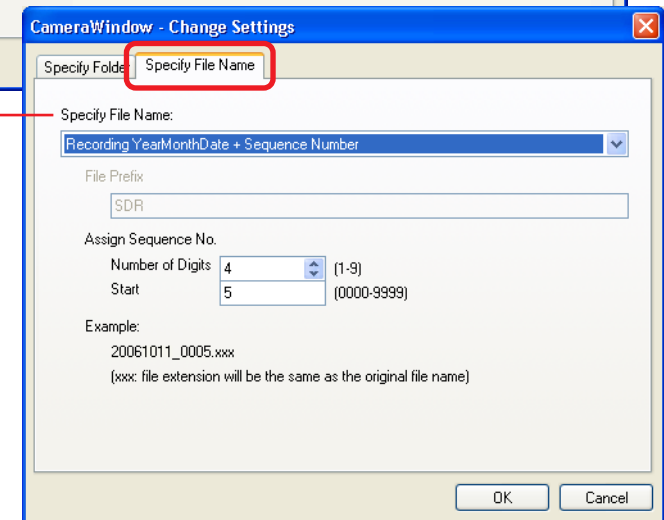 CameraWindow - Change Settings
Specify Folder Specify File Name
Specify File Name:
Recording YearMonthDate + Sequence Number
File Prefix
SDR
Assign Sequence No.
Number of Digits 4 (1-9)
Start 5 (0000-9999)
Example:
20061011_0005.xxx
(xxx: file extension will be the same as the original file name)
OK Cancel